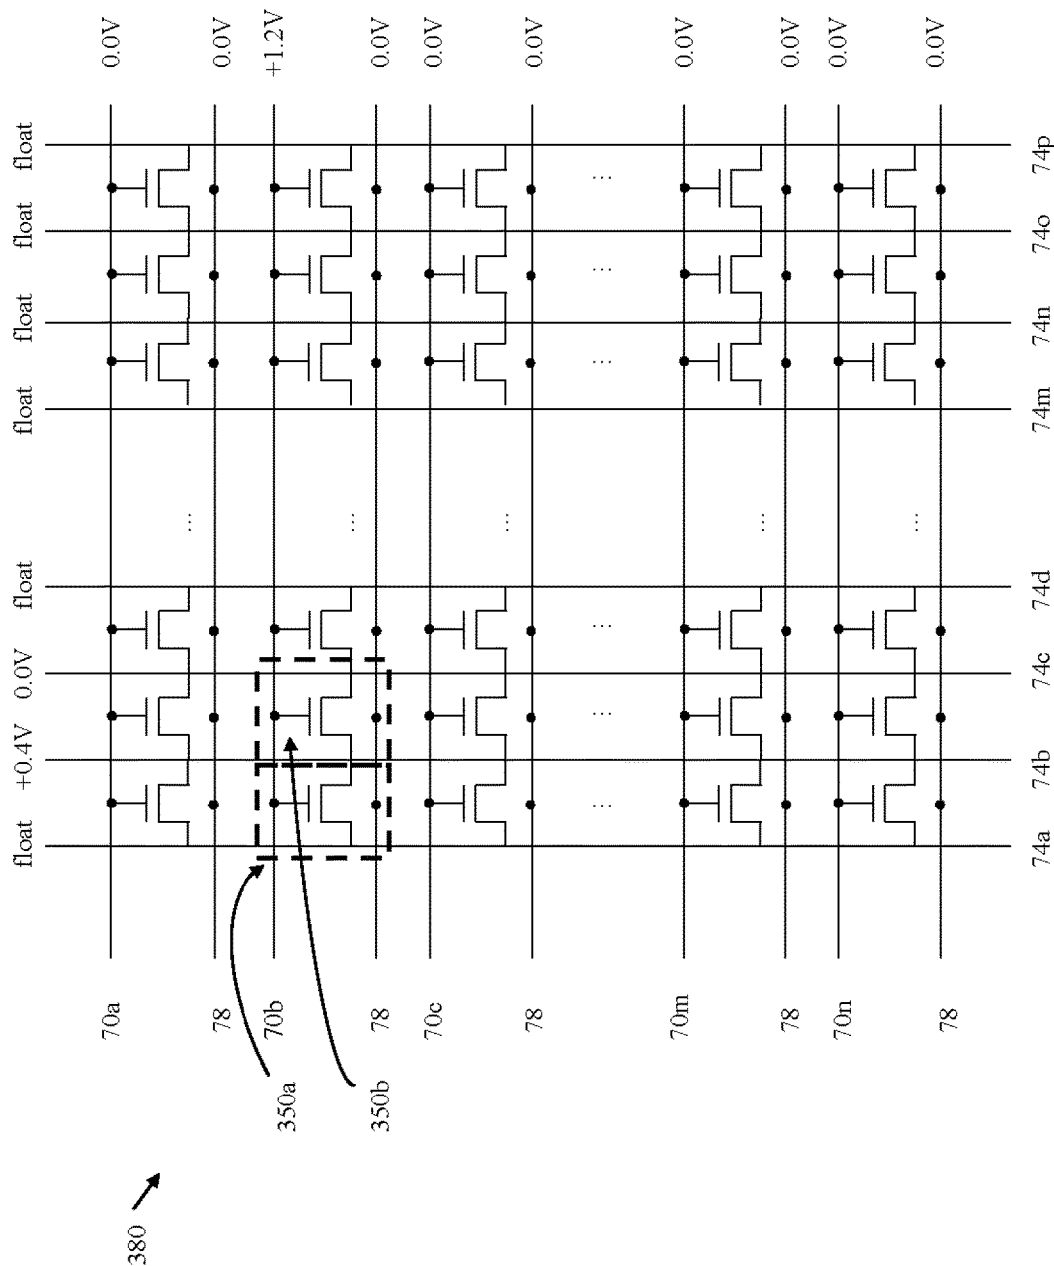 float +0.4V 0.0V float float float float float
70a 0.0V
78 0.0V
70b +1.2V
78 0.0V
70c 0.0V
78 0.0V
... ... ... ... ... ...
70m 0.0V
78 0.0V
70n 0.0V
78 0.0V
... ... ... ... ...
74a 74b 74c 74d 74m 74n 74o 74p
350a
350b
380